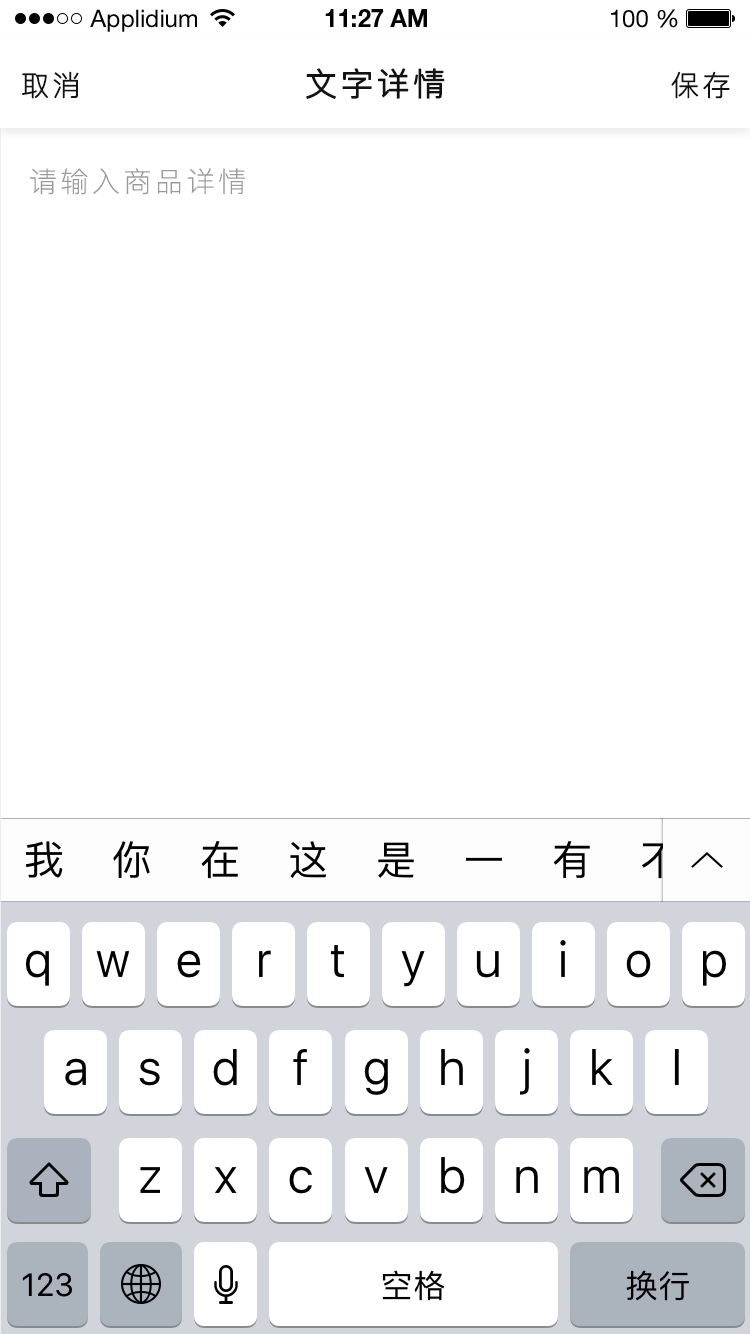 Applidium 11:27 AM 100 %
取消 文字详情 保存
请输入商品详情
我 你 在 这 是 一 有
q w e r t y u i o p
a s d f g h j k l
z x c v b n m
123 空格 换行